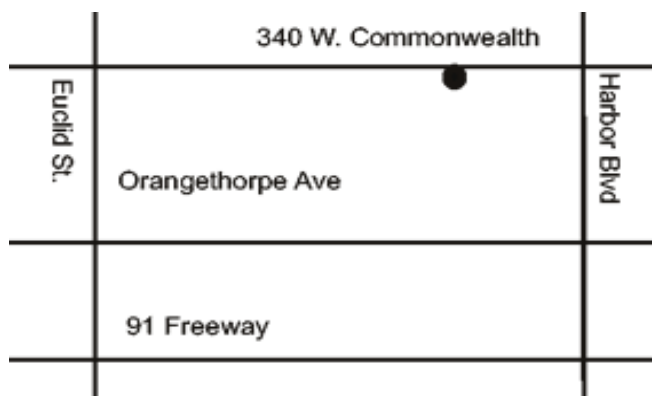 340 W. Commonwealth
Euclid St.
Harbor Blvd
Orangethorpe Ave
91 Freeway